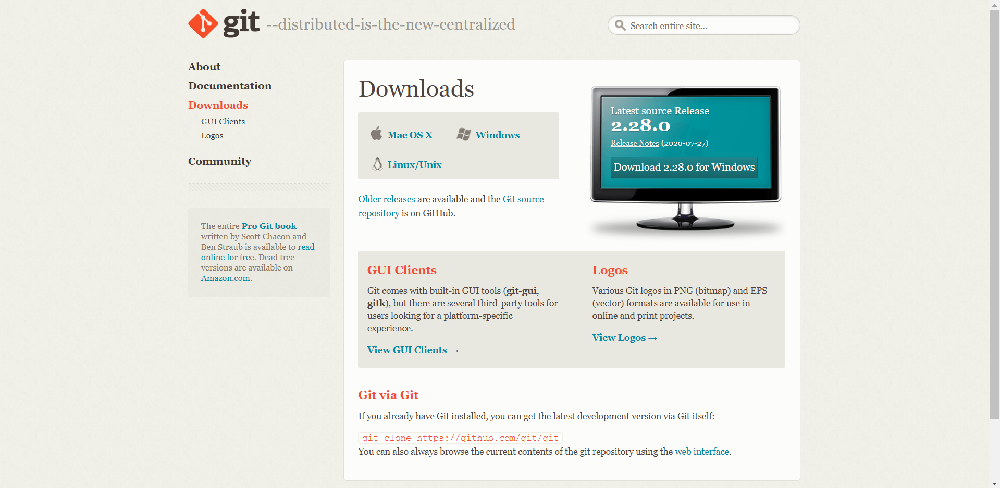 git --distributed-is-the-new-centralized
Search entire site...
About
Documentation
Downloads
GUI Clients
Logos
Community
The entire Pro Git book
written by Scott Chacon and
Ben Straub is available to read
online for free. Dead tree
versions are available on
Amazon.com.
Downloads
Mac OS X
Windows
Linux/Unix
Older releases are available and the Git source
repository is on GitHub.
Latest source Release
2.28.0
Release Notes (2020-07-27)
Download 2.28.0 for Windows
GUI Clients
Git comes with built-in GUI tools (git-gui,
gitk), but there are several third-party tools for
users looking for a platform-specific
experience.
View GUI Clients →
Logos
Various Git logos in PNG (bitmap) and EPS
(vector) formats are available for use in
online and print projects.
View Logos →
Git via Git
If you already have Git installed, you can get the latest development version via Git itself:
git clone https://github.com/git/git
You can also always browse the current contents of the git repository using the web interface.